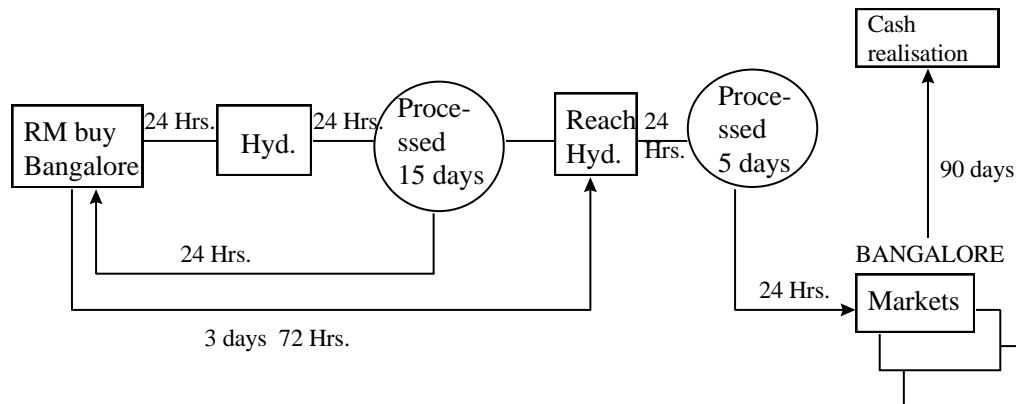 Cash
realisation
RM buy
Bangalore
24 Hrs.
Hyd.
24 Hrs.
Proce-
ssed
15 days
Reach
Hyd.
24
Hrs.
Proce-
ssed
5 days
90 days
24 Hrs.
BANGALORE
24 Hrs.
Markets
3 days 72 Hrs.